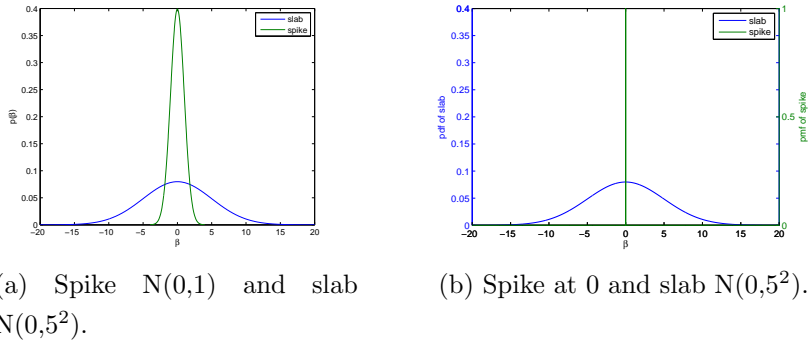 0.4
0.35
0.3
0.25
0.2
0.15
0.1
0.05
0
p(β)
−20 −15 −10 −5 0 5 10 15 20
β
slab
spike
0.4
0.35
0.3
0.25
0.2
0.15
0.1
0.05
0
pdf of slab
−20 −15 −10 −5 0 5 10 15 20
β
slab
spike
1
0.5
0
pmf of spike
(a) Spike N(0,1) and slab
N(0,5²).
(b) Spike at 0 and slab N(0,5²).